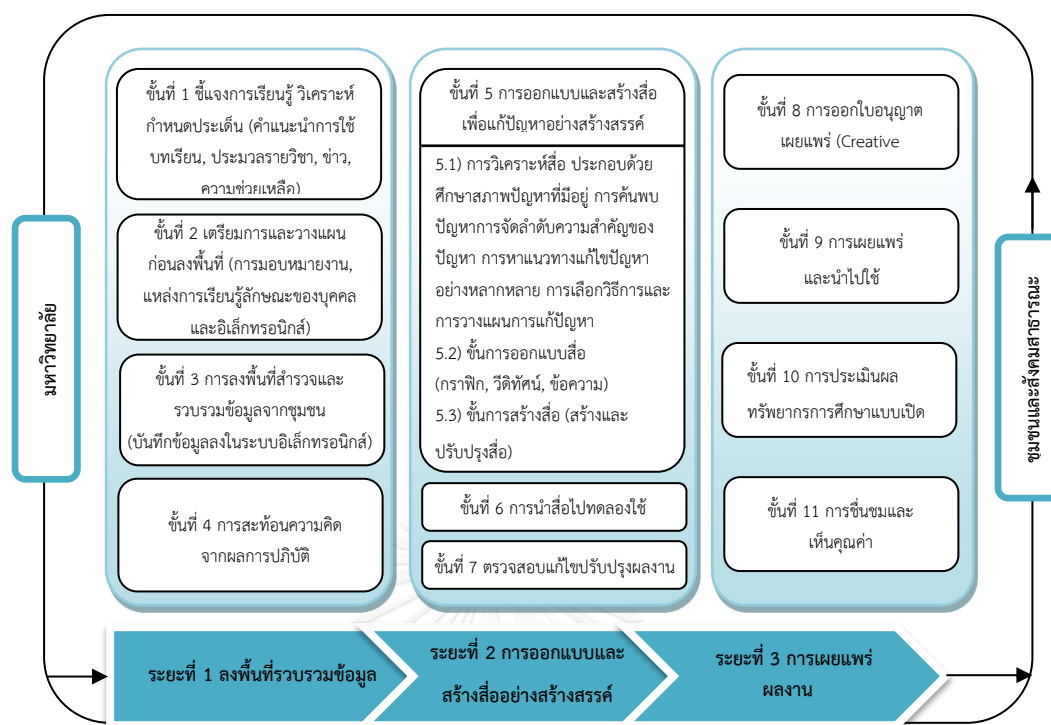 มหาวิทยาลัย
ขั้นที่ 1 ชี้แจงการเรียนรู้ วิเคราะห์
กำหนดประเด็น (คำแนะนำการใช้
บทเรียน, ประมวลรายวิชา, ข่าว,
ความช่วยเหลือ)
ขั้นที่ 2 เตรียมการและวางแผน
ก่อนลงพื้นที่ (การมอบหมายงาน,
แหล่งการเรียนรู้ลักษณะของบุคคล
และอิเล็กทรอนิกส์)
ขั้นที่ 3 การลงพื้นที่สำรวจและ
รวบรวมข้อมูลจากชุมชน
(บันทึกข้อมูลลงในระบบอิเล็กทรอนิกส์)
ขั้นที่ 4 การสะท้อนความคิด
จากผลการปฏิบัติ
ขั้นที่ 5 การออกแบบและสร้างสื่อ
เพื่อแก้ปัญหาอย่างสร้างสรรค์
5.1) การวิเคราะห์สื่อ ประกอบด้วย
ศึกษาสภาพปัญหาที่มีอยู่ การค้นพบ
ปัญหาการจัดลำดับความสำคัญของ
ปัญหา การหาแนวทางแก้ไขปัญหา
อย่างหลากหลาย การเลือกวิธีการและ
การวางแผนการแก้ปัญหา
5.2) ขั้นการออกแบบสื่อ
(กราฟิก, วีดิทัศน์, ข้อความ)
5.3) ขั้นการสร้างสื่อ (สร้างและ
ปรับปรุงสื่อ)
ขั้นที่ 6 การนำสื่อไปทดลองใช้
ขั้นที่ 7 ตรวจสอบแก้ไขปรับปรุงผลงาน
ขั้นที่ 8 การออกใบอนุญาต
เผยแพร่ (Creative
ขั้นที่ 9 การเผยแพร่
และนำไปใช้
ขั้นที่ 10 การประเมินผล
ทรัพยากรการศึกษาแบบเปิด
ขั้นที่ 11 การชื่นชมและ
เห็นคุณค่า
ชุมชนและสังคมสาธารณะ
ระยะที่ 1 ลงพื้นที่รวบรวมข้อมูล
ระยะที่ 2 การออกแบบและ
สร้างสื่ออย่างสร้างสรรค์
ระยะที่ 3 การเผยแพร่
ผลงาน